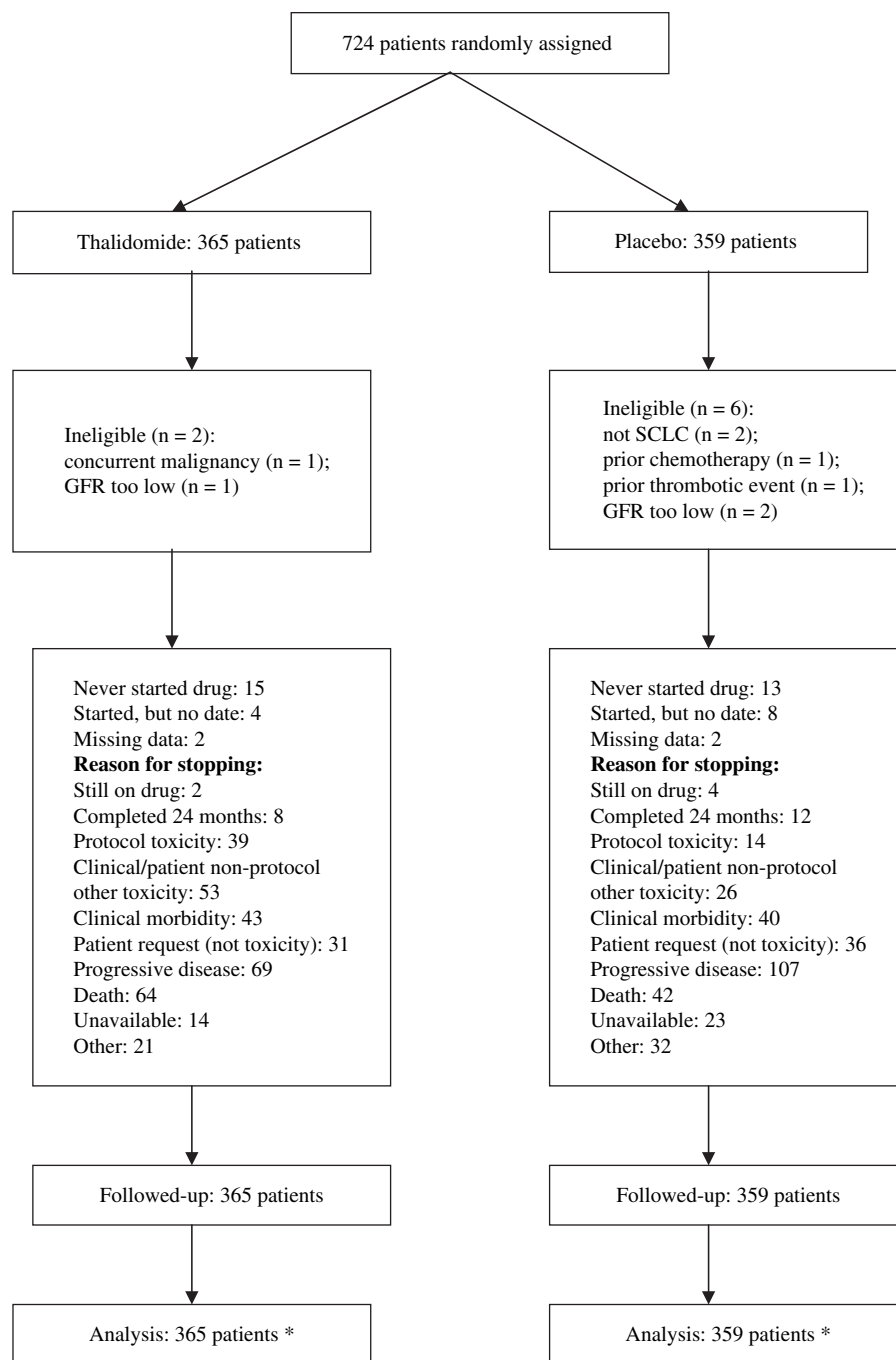 724 patients randomly assigned
Thalidomide: 365 patients
Placebo: 359 patients
Ineligible (n = 2):
concurrent malignancy (n = 1);
GFR too low (n = 1)
Ineligible (n = 6):
not SCLC (n = 2);
prior chemotherapy (n = 1);
prior thrombotic event (n = 1);
GFR too low (n = 2)
Never started drug: 15
Started, but no date: 4
Missing data: 2
Reason for stopping:
Still on drug: 2
Completed 24 months: 8
Protocol toxicity: 39
Clinical/patient non-protocol
other toxicity: 53
Clinical morbidity: 43
Patient request (not toxicity): 31
Progressive disease: 69
Death: 64
Unavailable: 14
Other: 21
Never started drug: 13
Started, but no date: 8
Missing data: 2
Reason for stopping:
Still on drug: 4
Completed 24 months: 12
Protocol toxicity: 14
Clinical/patient non-protocol
other toxicity: 26
Clinical morbidity: 40
Patient request (not toxicity): 36
Progressive disease: 107
Death: 42
Unavailable: 23
Other: 32
Followed-up: 365 patients
Followed-up: 359 patients
Analysis: 365 patients *
Analysis: 359 patients *